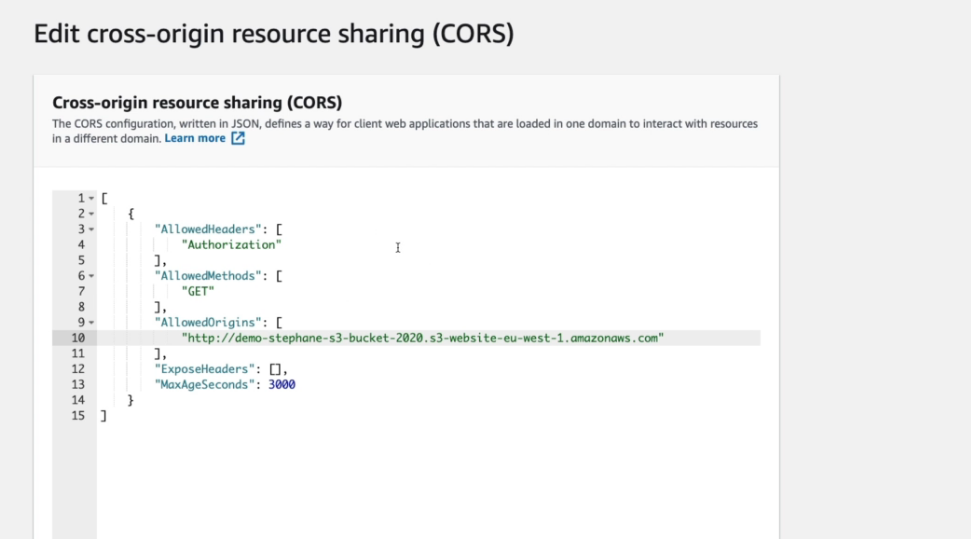 Edit cross-origin resource sharing (CORS)
Cross-origin resource sharing (CORS)
The CORS configuration, written in JSON, defines a way for client web applications that are loaded in one domain to interact with resources
in a different domain. Learn more
1 [
2 {
3 "AllowedHeaders": [
4 "Authorization"
5 ],
6 "AllowedMethods": [
7 "GET"
8 ],
9 "AllowedOrigins": [
10 "http://demo-stephane-s3-bucket-2020.s3-website-eu-west-1.amazonaws.com"
11 ],
12 "ExposeHeaders": [],
13 "MaxAgeSeconds": 3000
14 }
15 ]